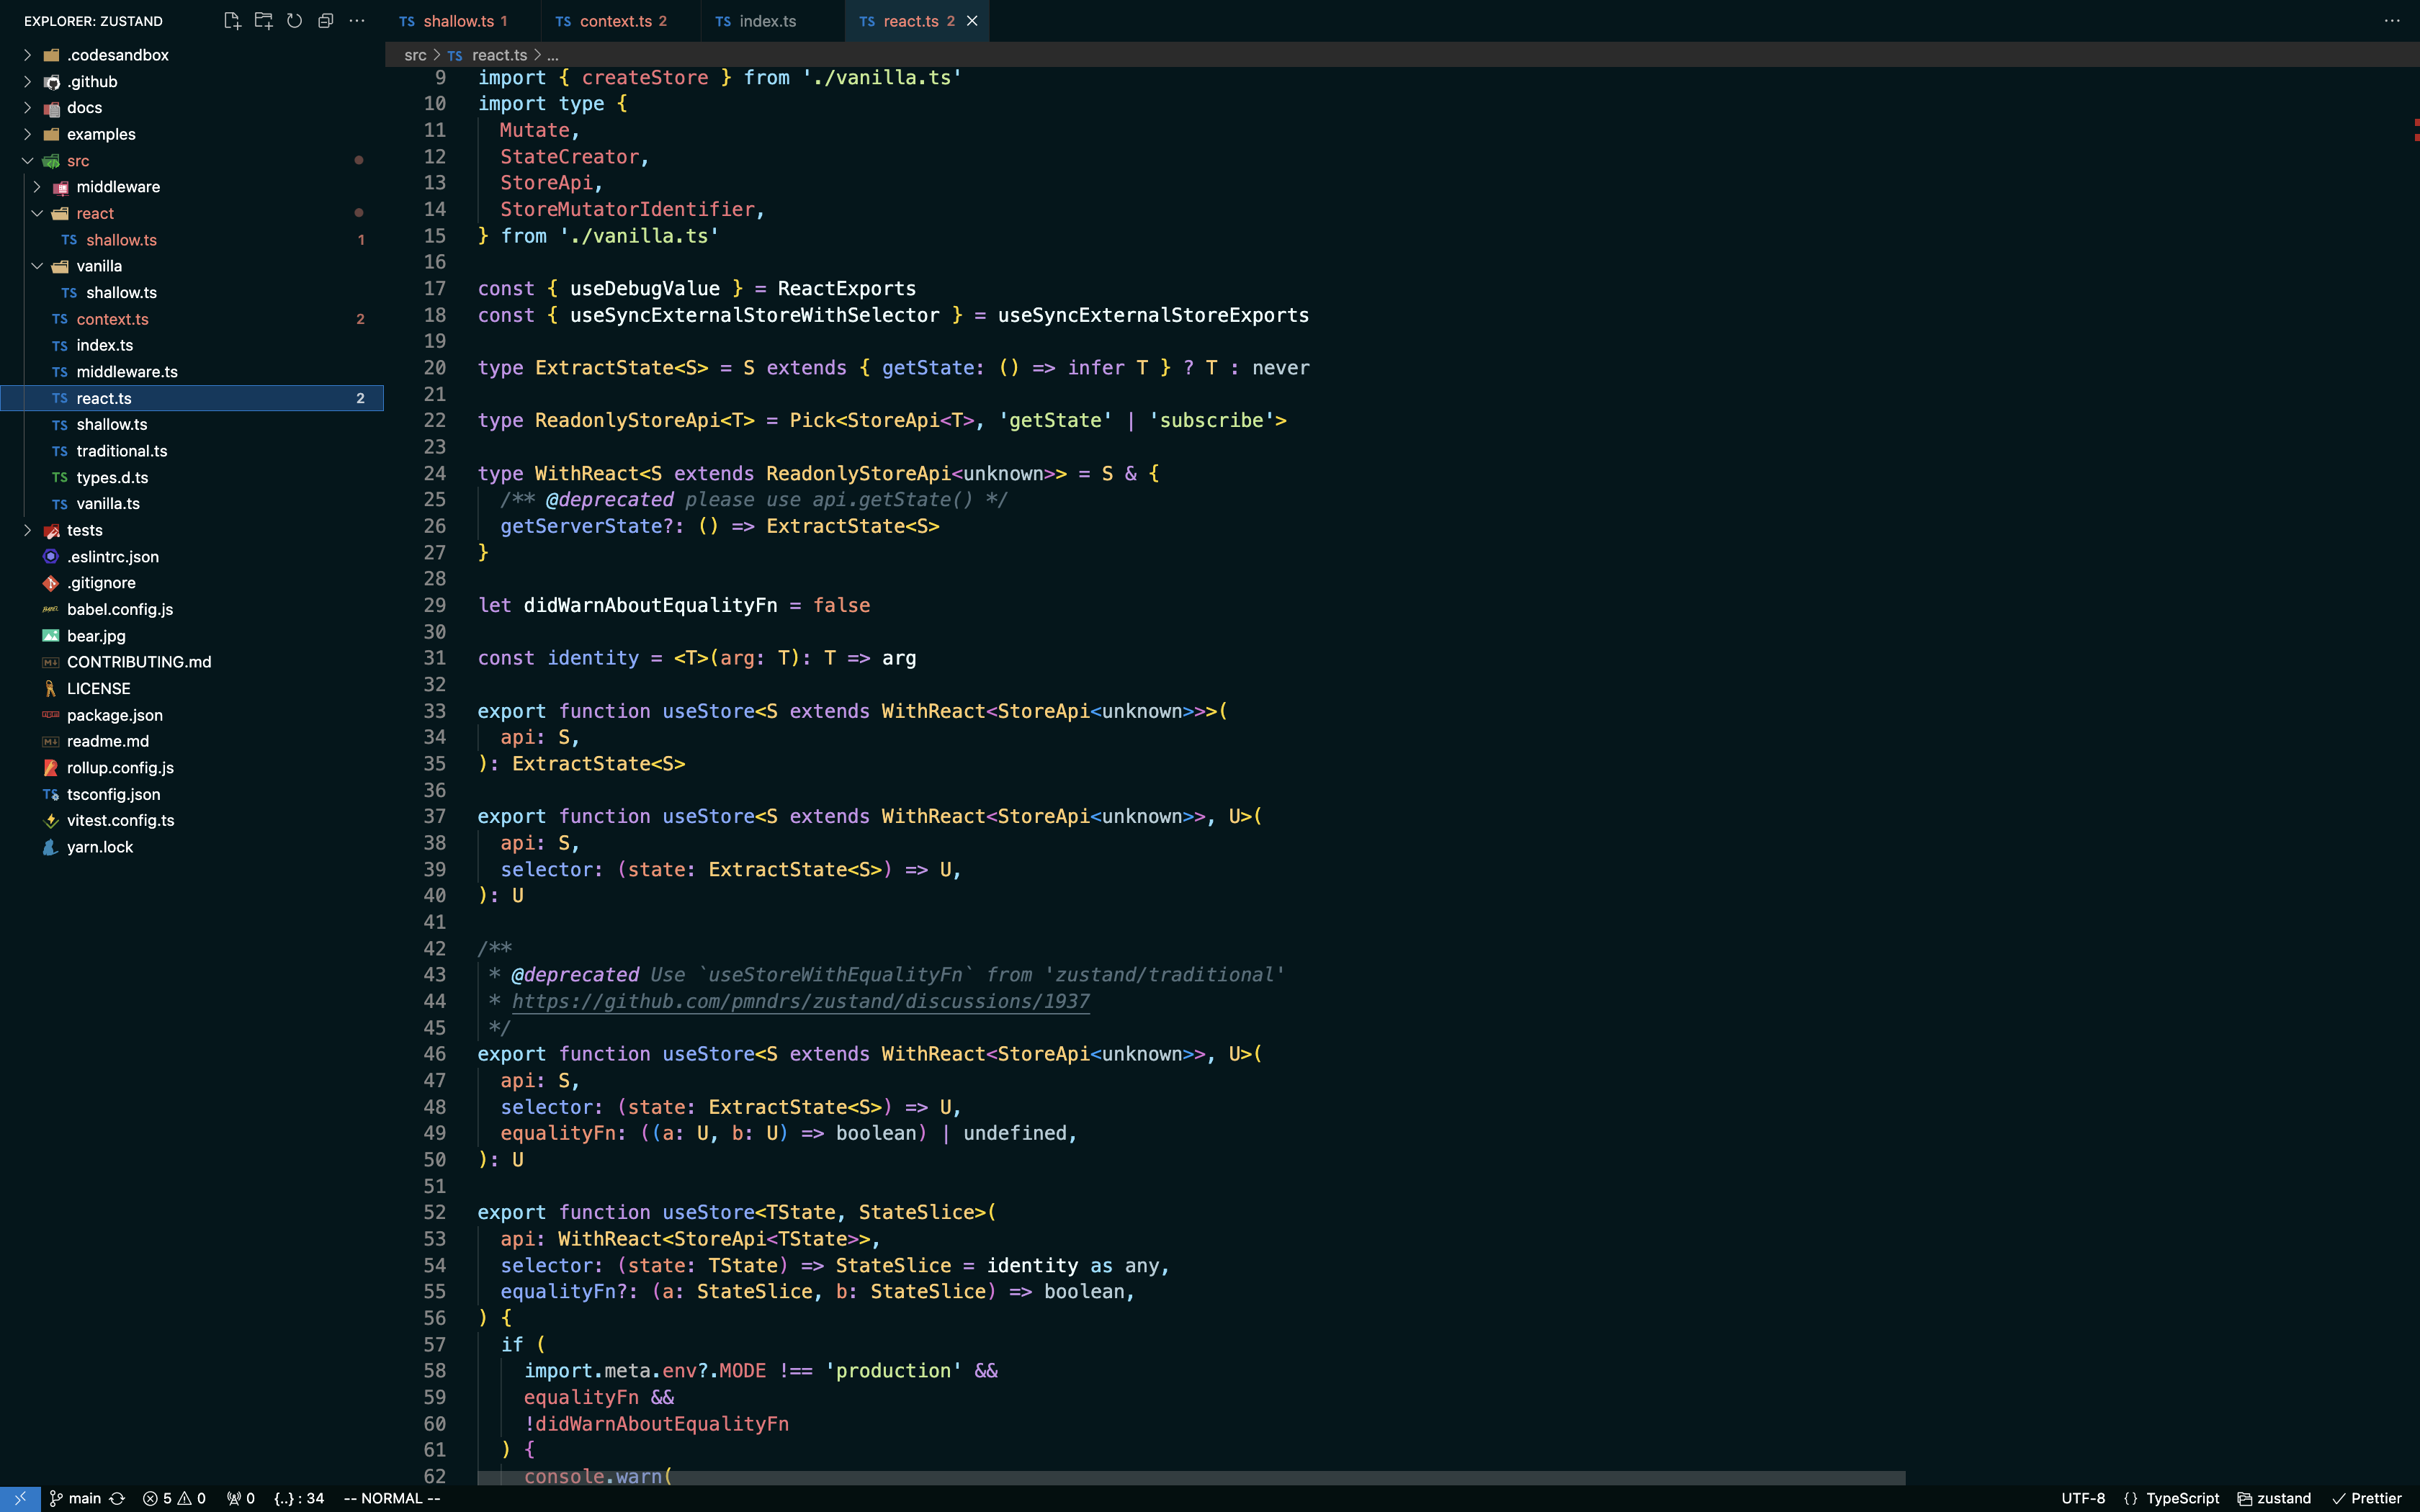 EXPLORER: ZUSTAND
.codesandbox
.github
docs
examples
src
middleware
react
TS shallow.ts 1
vanilla
TS shallow.ts
TS context.ts 2
TS index.ts
TS middleware.ts
TS react.ts 2
TS shallow.ts
TS traditional.ts
TS types.d.ts
TS vanilla.ts
tests
.eslintrc.json
.gitignore
babel.config.js
bear.jpg
CONTRIBUTING.md
LICENSE
package.json
readme.md
rollup.config.js
TS tsconfig.json
vitest.config.ts
yarn.lock
TS shallow.ts 1 TS context.ts 2 TS index.ts TS react.ts 2
src > TS react.ts > ...
9 import { createStore } from './vanilla.ts'
10 import type {
11   Mutate,
12   StateCreator,
13   StoreApi,
14   StoreMutatorIdentifier,
15 } from './vanilla.ts'
16
17 const { useDebugValue } = ReactExports
18 const { useSyncExternalStoreWithSelector } = useSyncExternalStoreExports
19
20 type ExtractState<S> = S extends { getState: () => infer T } ? T : never
21
22 type ReadonlyStoreApi<T> = Pick<StoreApi<T>, 'getState' | 'subscribe'>
23
24 type WithReact<S extends ReadonlyStoreApi<unknown>> = S & {
25   /** @deprecated please use api.getState() */
26   getServerState?: () => ExtractState<S>
27 }
28
29 let didWarnAboutEqualityFn = false
30
31 const identity = <T>(arg: T): T => arg
32
33 export function useStore<S extends WithReact<StoreApi<unknown>>>(
34   api: S,
35 ): ExtractState<S>
36
37 export function useStore<S extends WithReact<StoreApi<unknown>>, U>(
38   api: S,
39   selector: (state: ExtractState<S>) => U,
40 ): U
41
42 /**
43  * @deprecated Use `useStoreWithEqualityFn` from 'zustand/traditional'
44  * https://github.com/pmndrs/zustand/discussions/1937
45  */
46 export function useStore<S extends WithReact<StoreApi<unknown>>, U>(
47   api: S,
48   selector: (state: ExtractState<S>) => U,
49   equalityFn: ((a: U, b: U) => boolean) | undefined,
50 ): U
51
52 export function useStore<TState, StateSlice>(
53   api: WithReact<StoreApi<TState>>,
54   selector: (state: TState) => StateSlice = identity as any,
55   equalityFn?: (a: StateSlice, b: StateSlice) => boolean,
56 ) {
57   if (
58     import.meta.env?.MODE !== 'production' &&
59     equalityFn &&
60     !didWarnAboutEqualityFn
61   ) {
62     console.warn(
main 5 0 0 {..} : 34 -- NORMAL -- UTF-8 {} TypeScript zustand Prettier